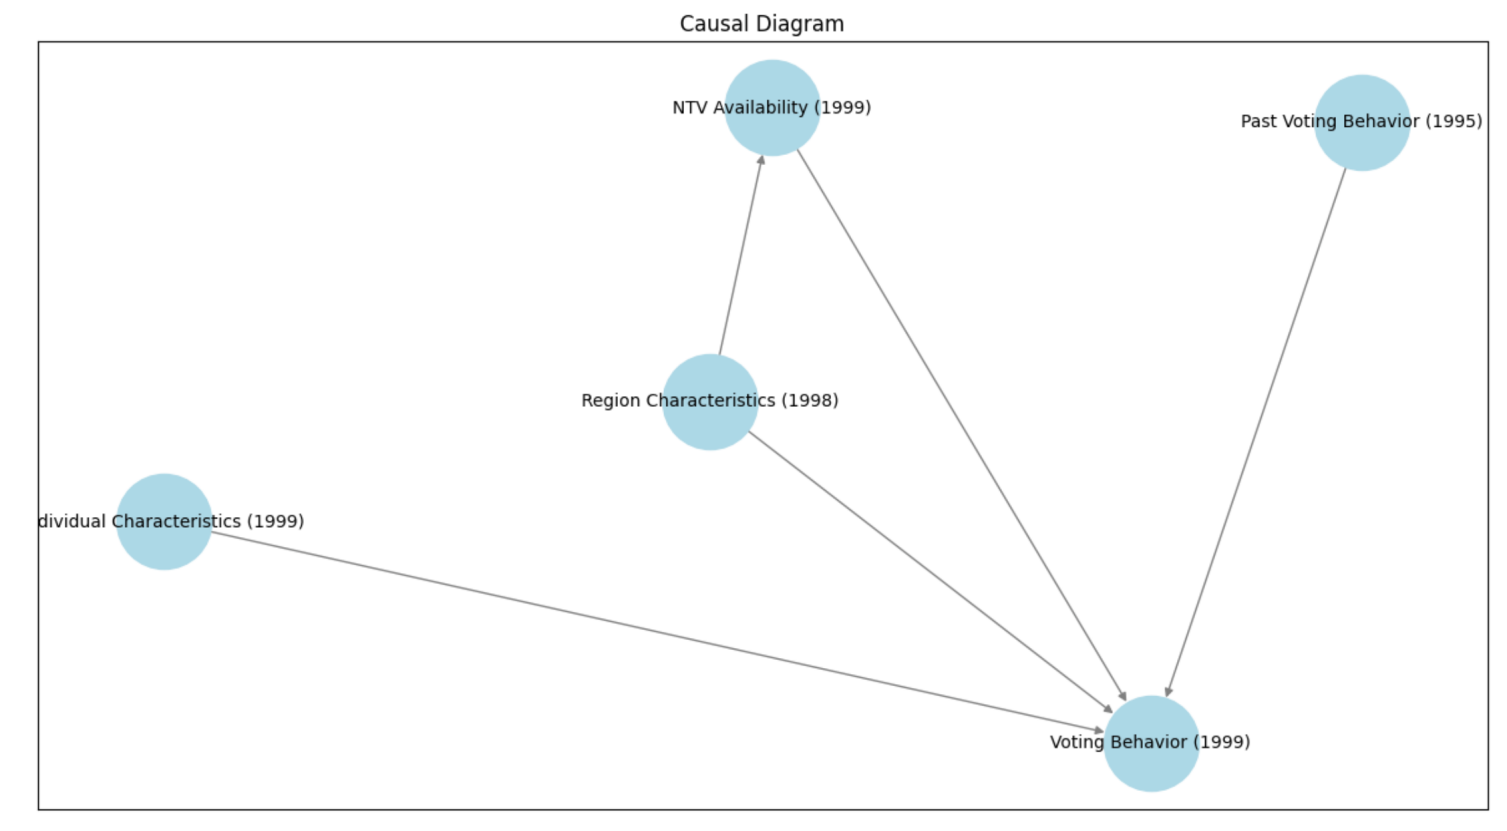 Causal Diagram
NTV Availability (1999)
Past Voting Behavior (1995)
Region Characteristics (1998)
dividual Characteristics (1999)
Voting Behavior (1999)